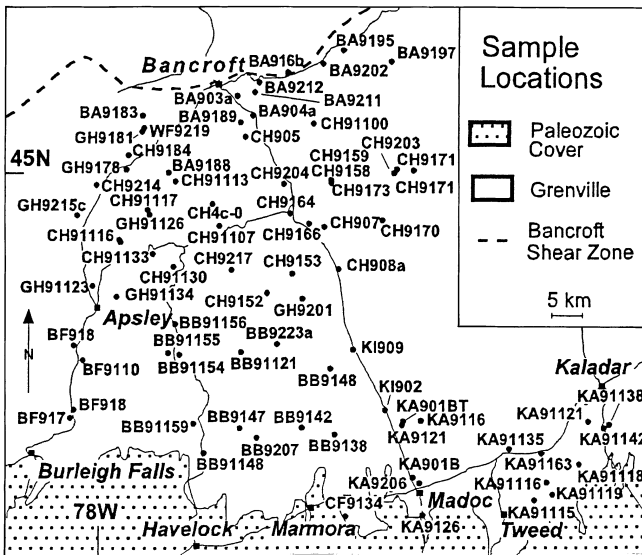 BA9195
BA9197
BA916b
Bancroft
BA9202
BA9212
BA9211
BA903a
BA904a
BA9183
BA9189
CH91100
WF9219
GH9181
CH905
CH9203
CH9184
CH9159
CH9171
GH9178
BA9188
CH9158
45N
CH9204
CH91113
CH9173
CH9171
CH9214
CH9164
CH91117
CH4c-0
GH9215c
GH91126
CH907
CH9170
CH9166
CH91116
CH91107
CH91133
CH9217
CH9153
CH908a
CH91130
GH91123
GH91134
CH9152
GH9201
Apsley
BB91156
BB9223a
BF918
BB91155
KI909
BF9110
BB91154
BB91121
BB9148
Kaladar
KI902
KA91138
BF918
KA901BT
KA91121
BF917
BB91159
BB9147
BB9142
KA9116
KA9121
KA91142
BB9207
BB9138
KA91135
Burleigh Falls
BB91148
KA901B
KA91163
KA91118
KA9206
KA91116
KA91119
78W
CF9134
Madoc
KA91115
Havelock
Marmora
KA9126
Tweed
N
Sample
Locations
Paleozoic
Cover
Grenville
Bancroft
Shear Zone
5 km